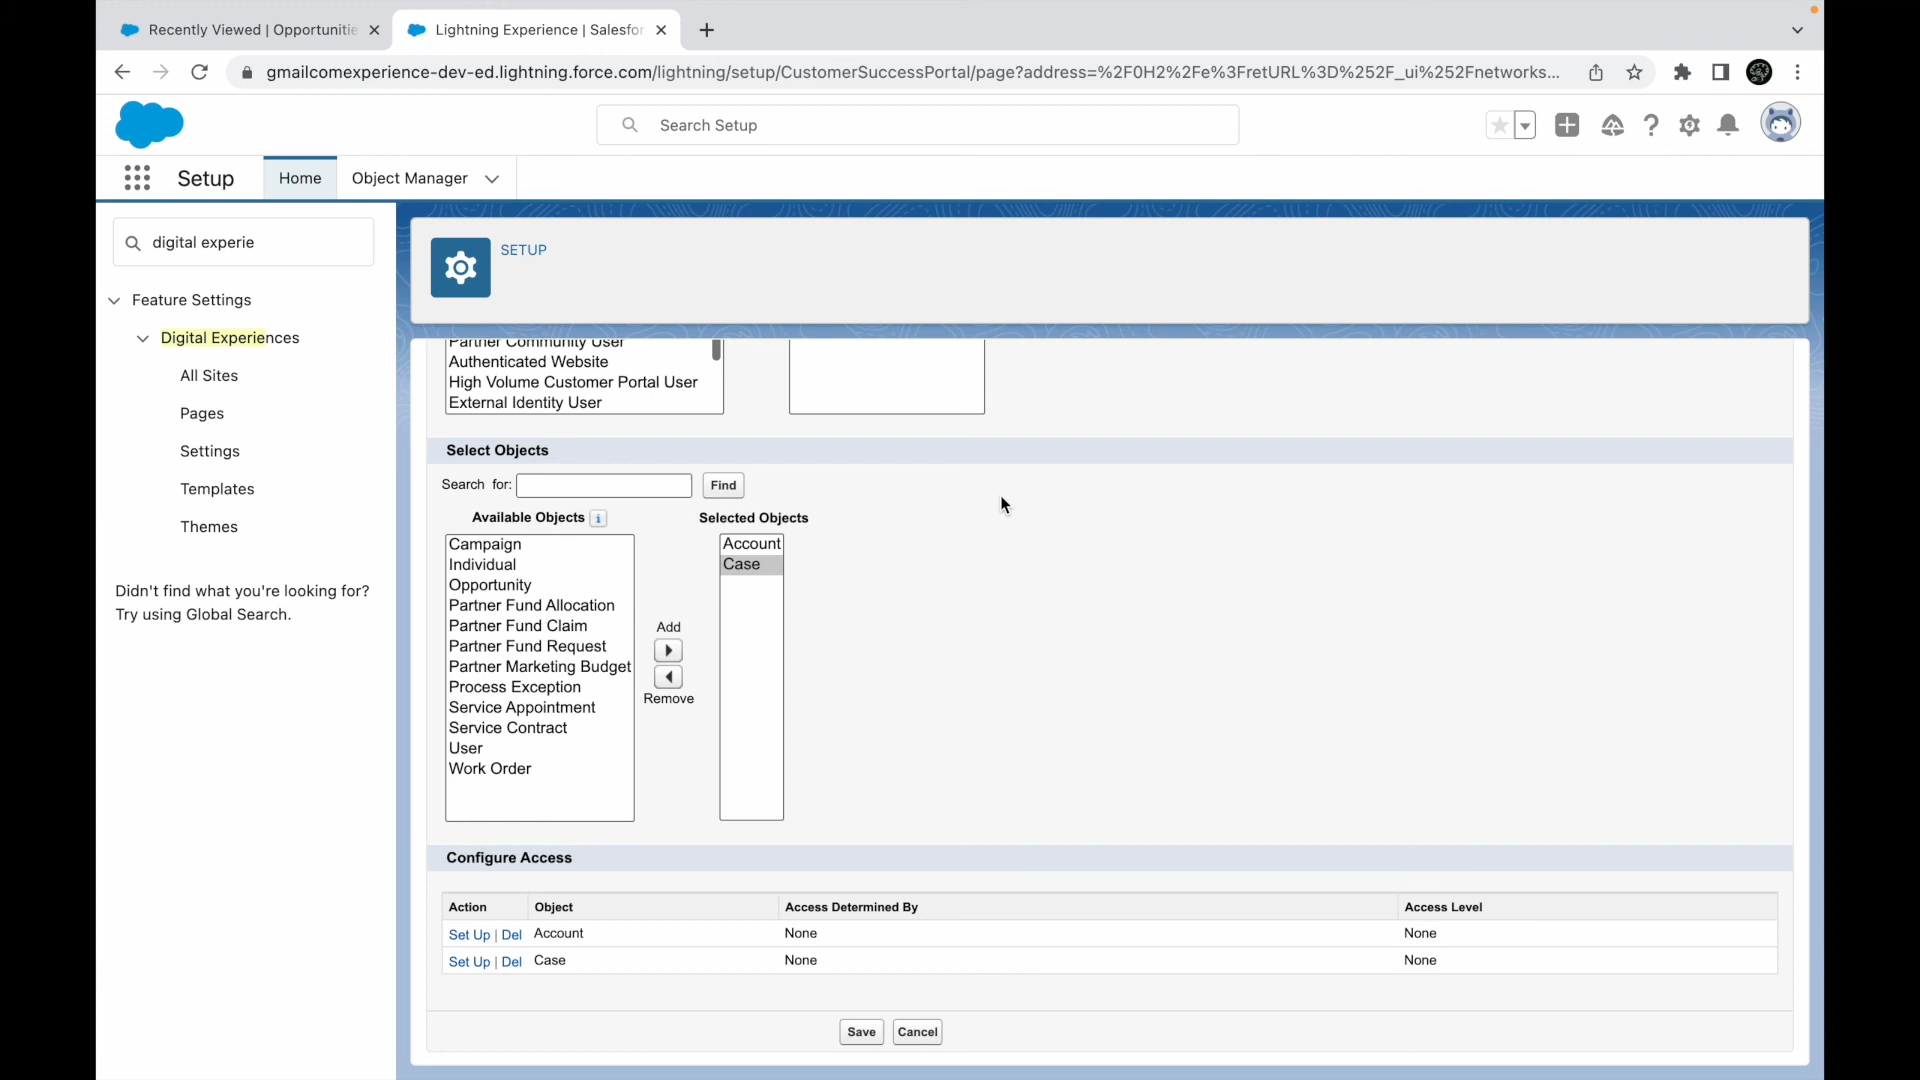 Recently Viewed | Opportunitie
Lightning Experience | Salesfor
gmailcomexperience-dev-ed.lightning.force.com/lightning/setup/CustomerSuccessPortal/page?address=%2F0H2%2Fe%3FretURL%3D%252F_ui%252Fnetworks...
Search Setup
Setup
Home
Object Manager
digital experie
Feature Settings
Digital Experiences
All Sites
Pages
Settings
Templates
Themes
Didn't find what you're looking for?
Try using Global Search.
SETUP
Partner Community User
Authenticated Website
High Volume Customer Portal User
External Identity User
Select Objects
Search for:
Find
Available Objects
Selected Objects
Campaign
Individual
Opportunity
Partner Fund Allocation
Partner Fund Claim
Partner Fund Request
Partner Marketing Budget
Process Exception
Service Appointment
Service Contract
User
Work Order
Add
Remove
Account
Case
Configure Access
Action Object Access Determined By Access Level
Set Up | Del Account None None
Set Up | Del Case None None
Save
Cancel